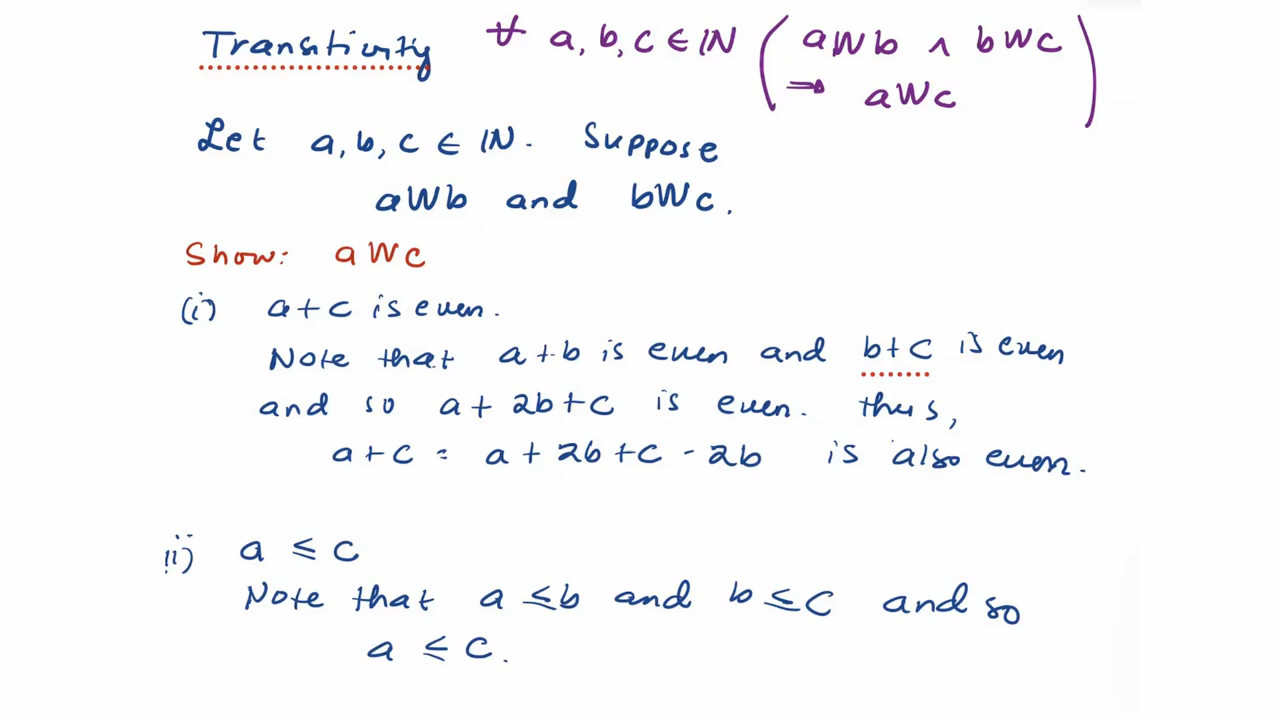 Transitivity ∀ a, b, c ∈ ℕ ( aWb ∧ bWc
⇒ aWc )
Let a, b, c ∈ ℕ. Suppose
aWb and bWc.
Show: aWc
(i) a+c is even.
Note that a+b is even and b+c is even
and so a+2b+c is even. thus,
a+c = a+2b+c-2b is also even.
ii) a ≤ c
Note that a ≤ b and b ≤ c and so
a ≤ c.